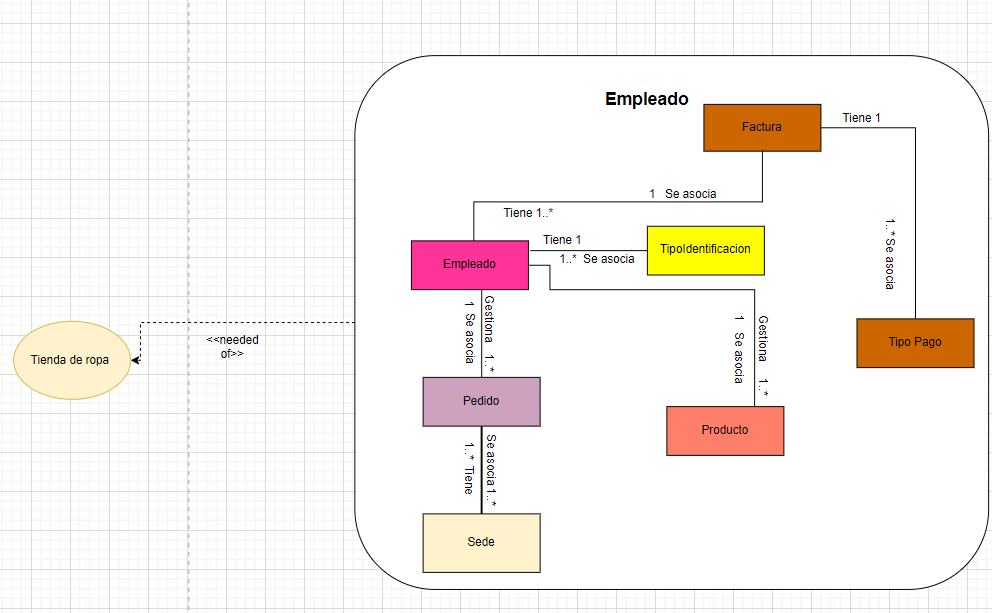 Empleado
Factura
Tiene 1
1 Se asocia
Tiene 1..*
Tiene 1
TipoIdentificacion
1..* Se asocia
Empleado
1..* Se asocia
Gestiona 1..*
1 Se asocia
Gestiona 1..*
1 Se asocia
<<needed
of>>
Tienda de ropa
Tipo Pago
Pedido
Producto
Se asocia 1..*
1..* Tiene
Sede